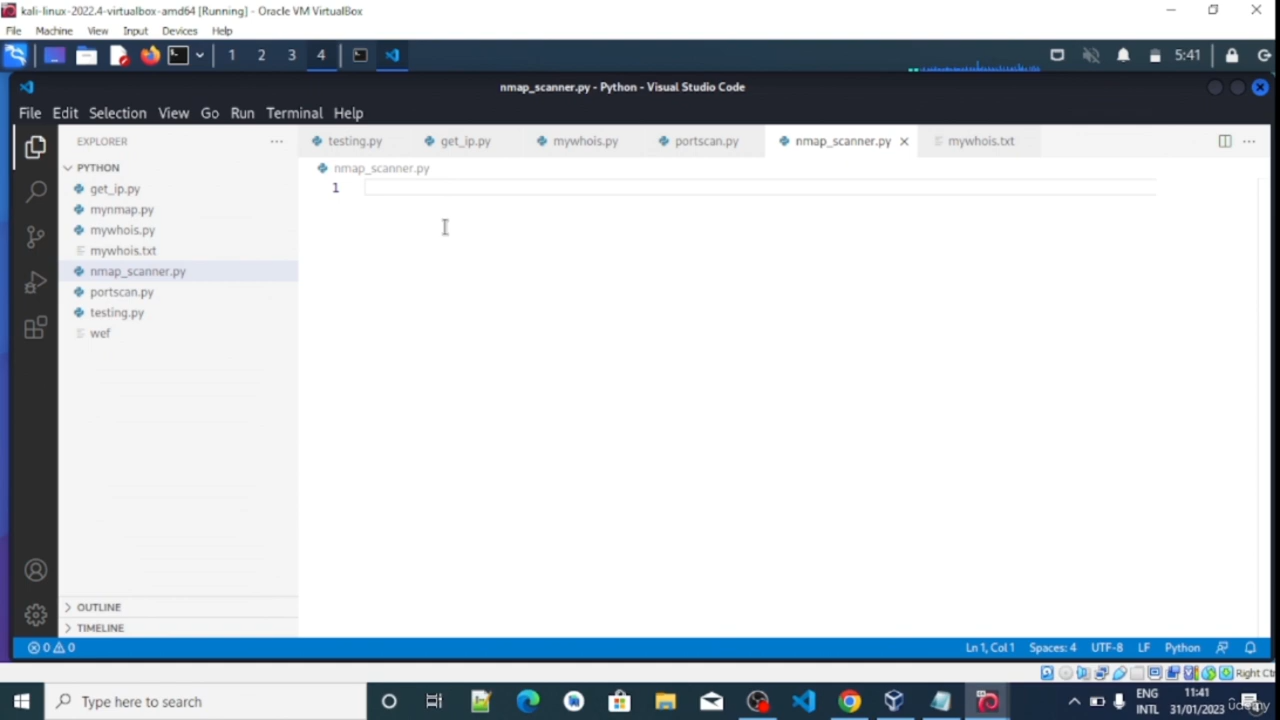 kali-linux-2022.4-virtualbox-amd64 [Running] - Oracle VM VirtualBox
File Machine View Input Devices Help
1 2 3 4 5:41
nmap_scanner.py - Python - Visual Studio Code
File Edit Selection View Go Run Terminal Help
EXPLORER
testing.py get_ip.py mywhois.py portscan.py nmap_scanner.py mywhois.txt
PYTHON
nmap_scanner.py
1
get_ip.py
mynmap.py
mywhois.py
mywhois.txt
nmap_scanner.py
portscan.py
testing.py
wef
OUTLINE
TIMELINE
0 0 Ln 1, Col 1 Spaces: 4 UTF-8 LF Python
Right Ct
Type here to search
ENG 11:41
INTL 31/01/2023
ûdemy